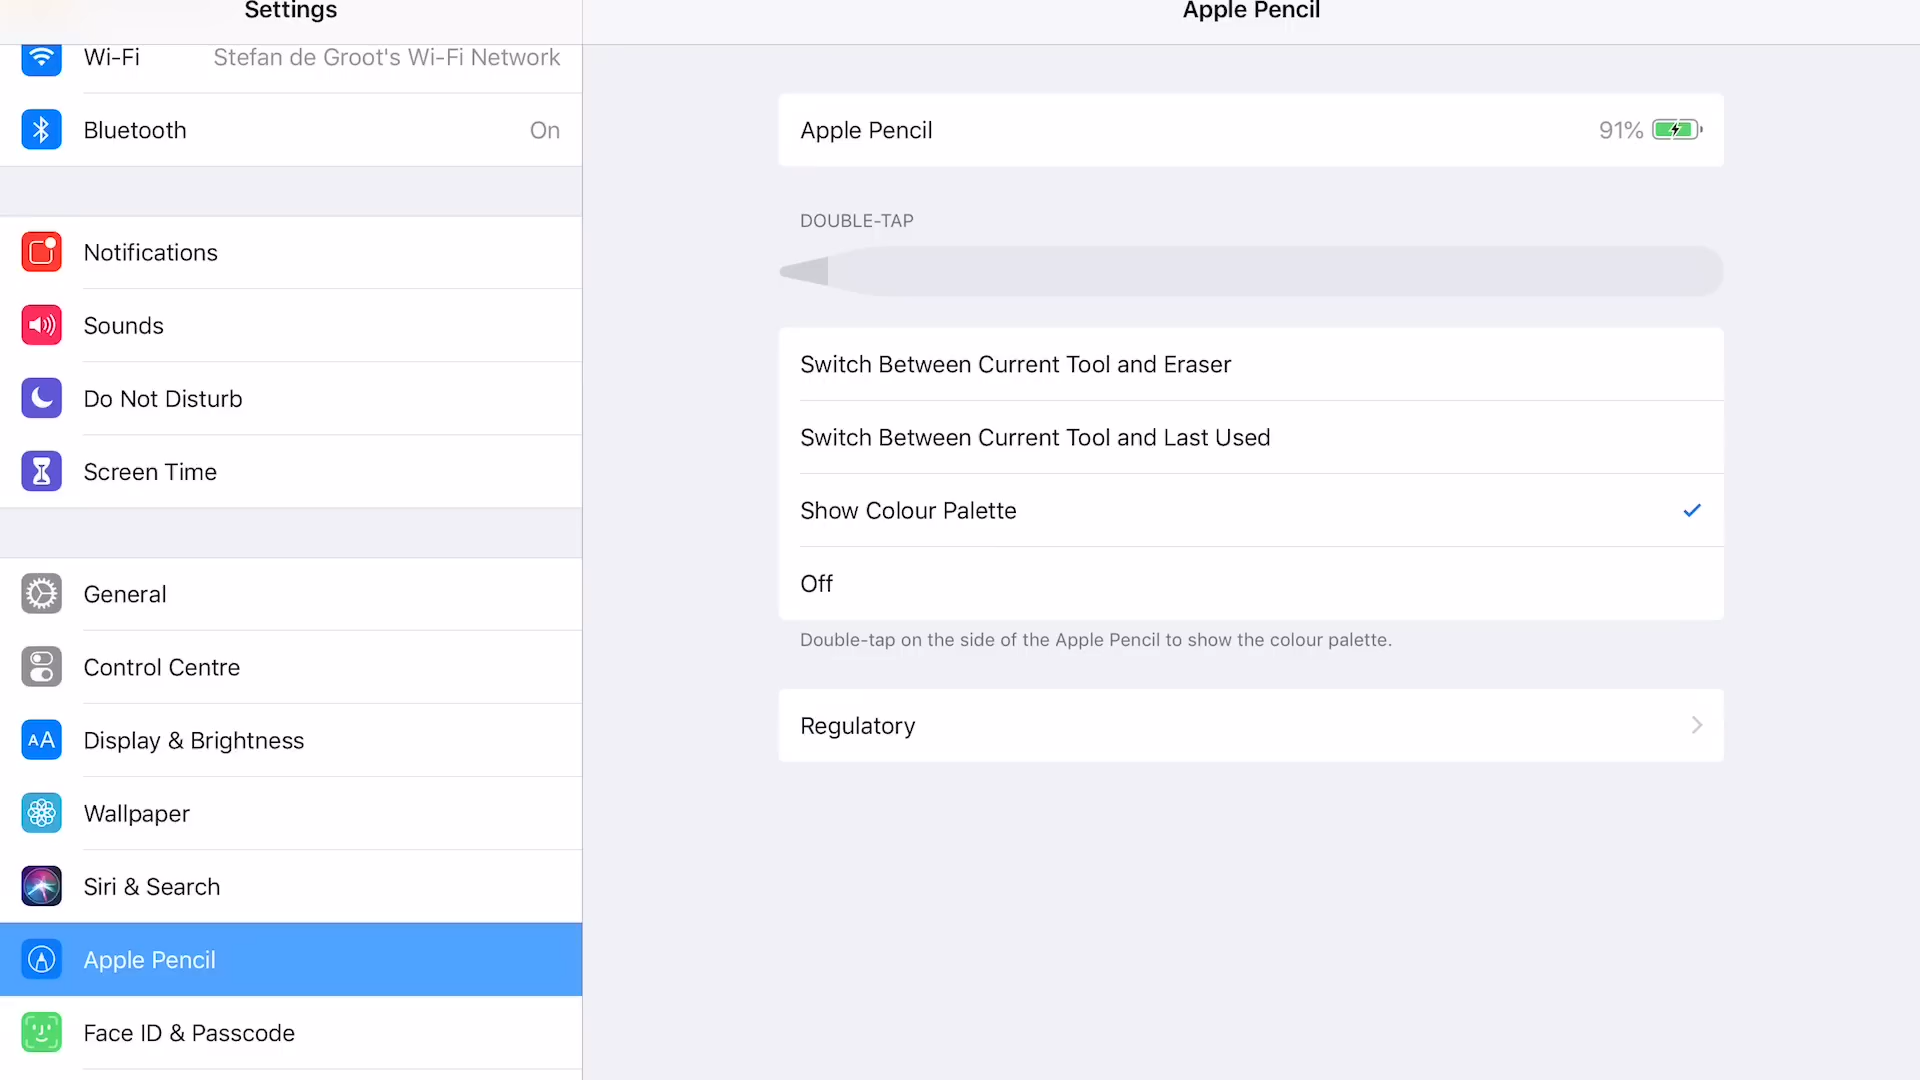 Settings
Wi-Fi Stefan de Groot's Wi-Fi Network
Bluetooth On
Notifications
Sounds
Do Not Disturb
Screen Time
General
Control Centre
AA Display & Brightness
Wallpaper
Siri & Search
Apple Pencil
Face ID & Passcode
Apple Pencil
Apple Pencil 91%
DOUBLE-TAP
Switch Between Current Tool and Eraser
Switch Between Current Tool and Last Used
Show Colour Palette
Off
Double-tap on the side of the Apple Pencil to show the colour palette.
Regulatory